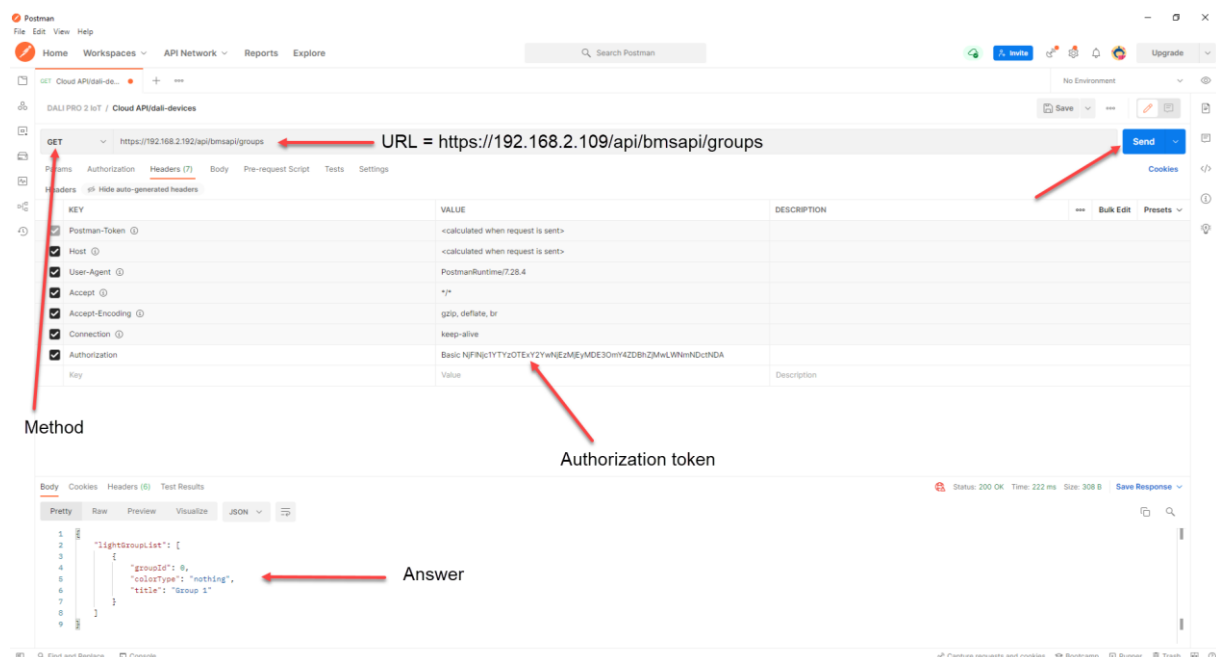 Postman
File Edit View Help
Home Workspaces API Network Reports Explore
Search Postman
Invite
Upgrade
GET Cloud API/dali-de...
No Environment
DALI PRO 2 IoT / Cloud API/dali-devices
Save
GET https://192.168.2.192/api/bmsapi/groups
URL = https://192.168.2.109/api/bmsapi/groups
Send
Params Authorization Headers (7) Body Pre-request Script Tests Settings
Cookies
Headers Hide auto-generated headers
KEY VALUE DESCRIPTION
Bulk Edit Presets
Postman-Token <calculated when request is sent>
Host <calculated when request is sent>
User-Agent PostmanRuntime/7.28.4
Accept */*
Accept-Encoding gzip, deflate, br
Connection keep-alive
Authorization Basic
Key Value Description
Method
Authorization token
Body Cookies Headers (6) Test Results
Status: 200 OK Time: 222 ms Size: 308 B Save Response
Pretty Raw Preview Visualize JSON
1
2 "lightGroupList": [
3 {
4 "groupId": 0,
5 "colorType": "nothing",
6 "title": "Group 1"
7 }
8 ]
9
Answer
Find and Replace Console
Capture requests and cookies Bootcamp Runner Trash